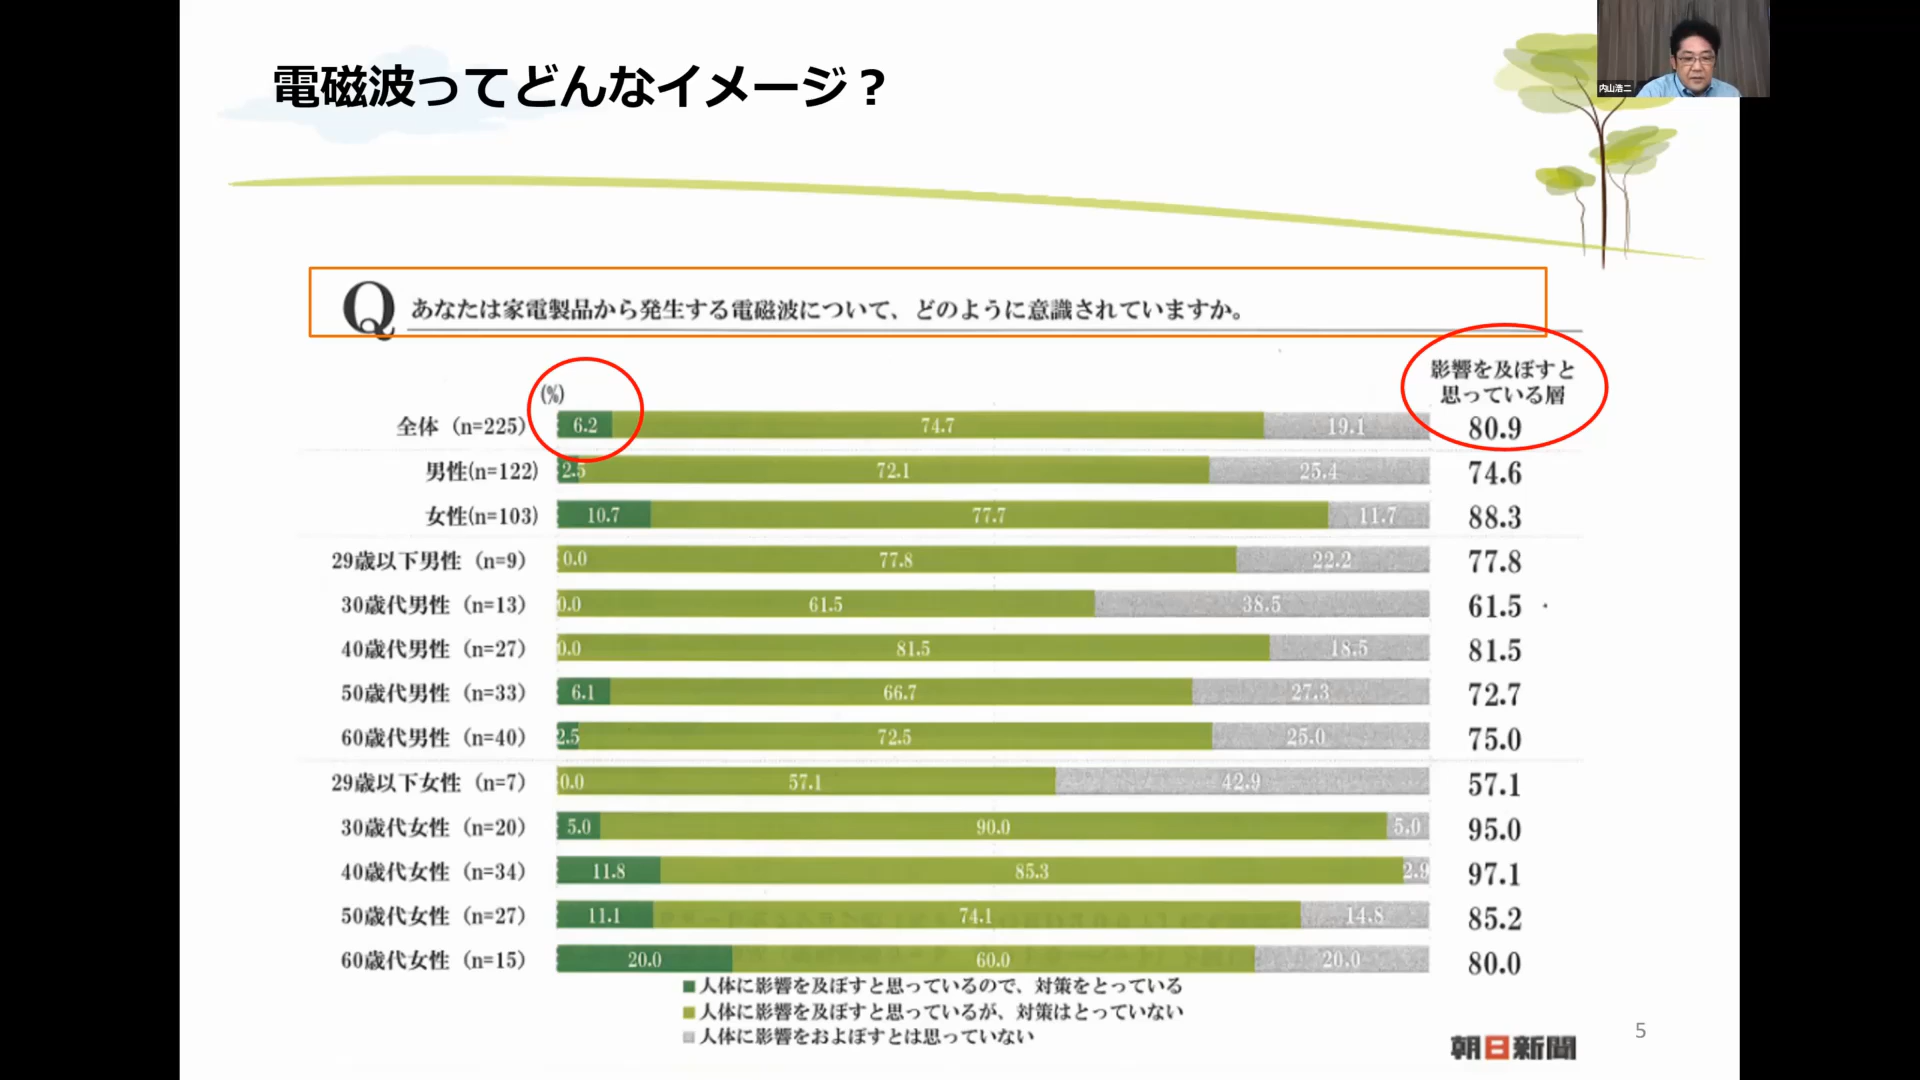 電磁波ってどんなイメージ？
内山浩二
Q あなたは家電製品から発生する電磁波について、どのように意識されていますか。
(%)
影響を及ぼすと
思っている層
全体（n=225） 6.2 74.7 19.1 80.9
男性(n=122) 2.5 72.1 25.4 74.6
女性(n=103) 10.7 77.7 11.7 88.3
29歳以下男性（n=9） 0.0 77.8 22.2 77.8
30歳代男性（n=13） 0.0 61.5 38.5 61.5
40歳代男性（n=27） 0.0 81.5 18.5 81.5
50歳代男性（n=33） 6.1 66.7 27.3 72.7
60歳代男性（n=40） 2.5 72.5 25.0 75.0
29歳以下女性（n=7） 0.0 57.1 42.9 57.1
30歳代女性（n=20） 5.0 90.0 5.0 95.0
40歳代女性（n=34） 11.8 85.3 2.9 97.1
50歳代女性（n=27） 11.1 74.1 14.8 85.2
60歳代女性（n=15） 20.0 60.0 20.0 80.0
人体に影響を及ぼすと思っているので、対策をとっている
人体に影響を及ぼすと思っているが、対策はとっていない
人体に影響をおよぼすとは思っていない
朝日新聞
5